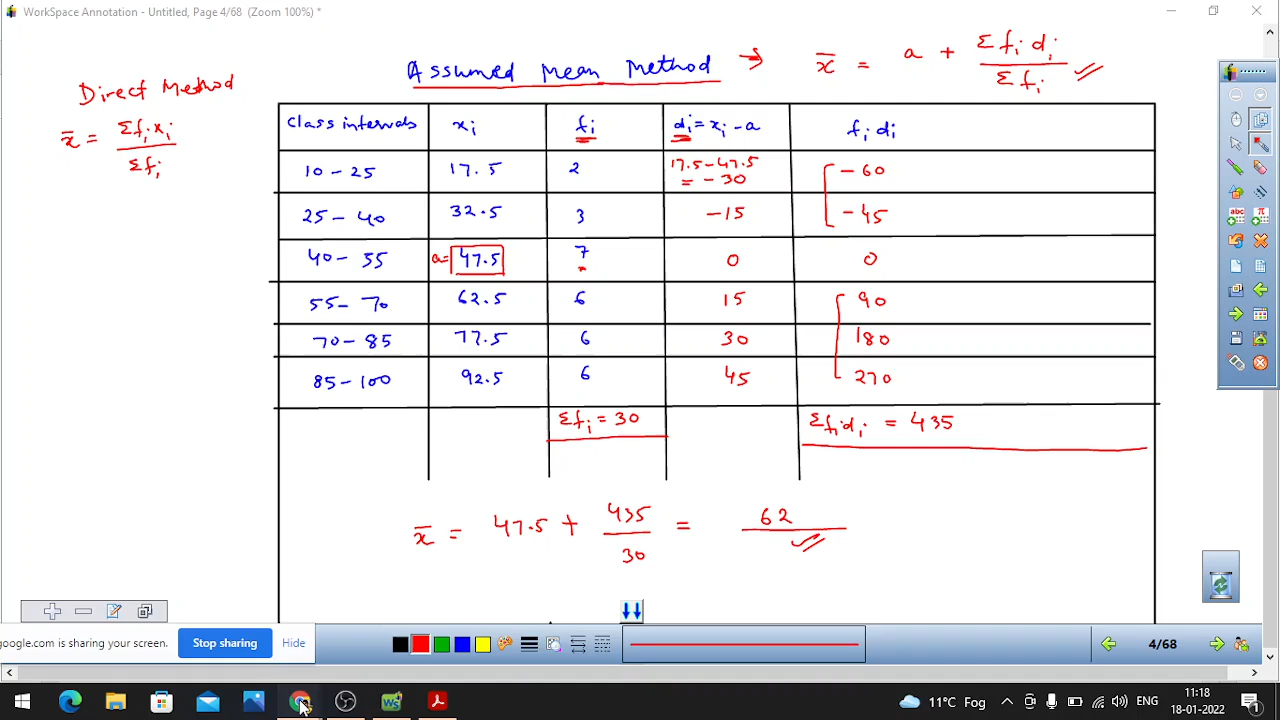 WorkSpace Annotation - Untitled, Page 4/68 (Zoom 100%) *
Direct Method
x̄ = Σfixi / Σfi
Assumed Mean Method → x̄ = a + Σfidi / Σfi
Class intervals xi fi di = xi - a fidi
10 - 25 17.5 2 17.5 - 47.5 = - 30 - 60
25 - 40 32.5 3 -15 - 45
40 - 55 a= 47.5 7 0 0
55 - 70 62.5 6 15 90
70 - 85 77.5 6 30 180
85 - 100 92.5 6 45 270
Σfi = 30 Σfidi = 435
x̄ = 47.5 + 435 / 30 = 62
google.com is sharing your screen. Stop sharing Hide
4/68
11°C Fog ENG 11:18
18-01-2022
abc π
1